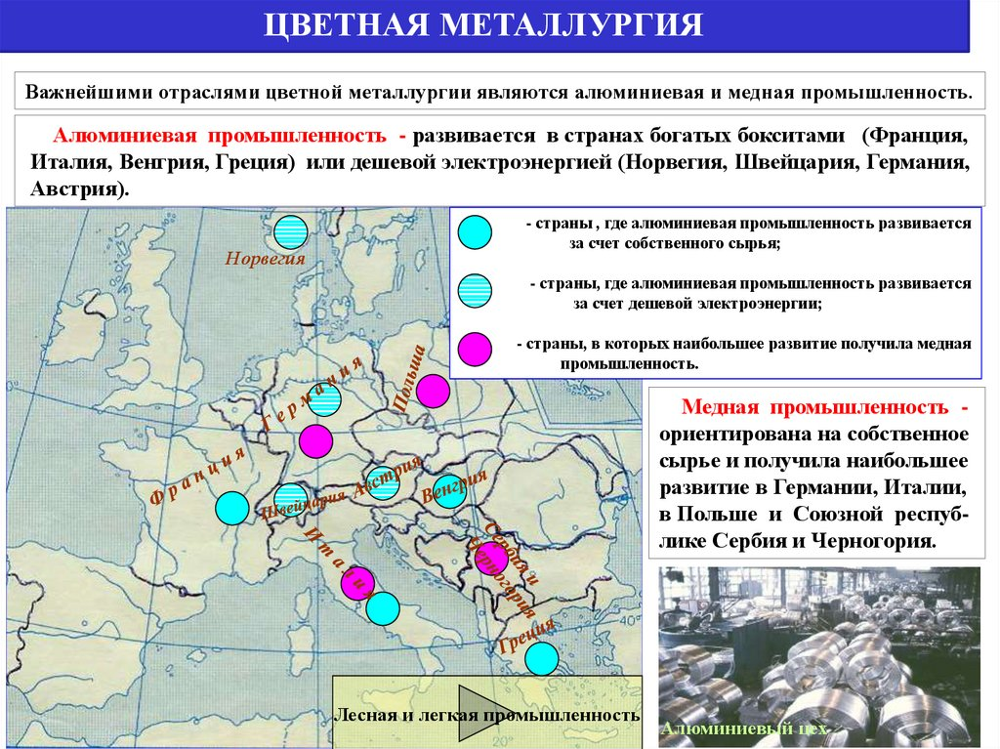 ЦВЕТНАЯ МЕТАЛЛУРГИЯ
Важнейшими отраслями цветной металлургии являются алюминиевая и медная промышленность.
Алюминиевая промышленность - развивается в странах богатых бокситами (Франция,
Италия, Венгрия, Греция) или дешевой электроэнергией (Норвегия, Швейцария, Германия,
Австрия).
- страны , где алюминиевая промышленность развивается
за счет собственного сырья;
- страны, где алюминиевая промышленность развивается
за счет дешевой электроэнергии;
- страны, в которых наибольшее развитие получила медная
промышленность.
Норвегия
Польша
Германия
Франция
Швейцария
Австрия
Венгрия
Италия
Сербия и
Черногория
Греция
40°
20°
Медная промышленность -
ориентирована на собственное
сырье и получила наибольшее
развитие в Германии, Италии,
в Польше и Союзной респуб-
лике Сербия и Черногория.
Лесная и легкая промышленность
Алюминиевый цех